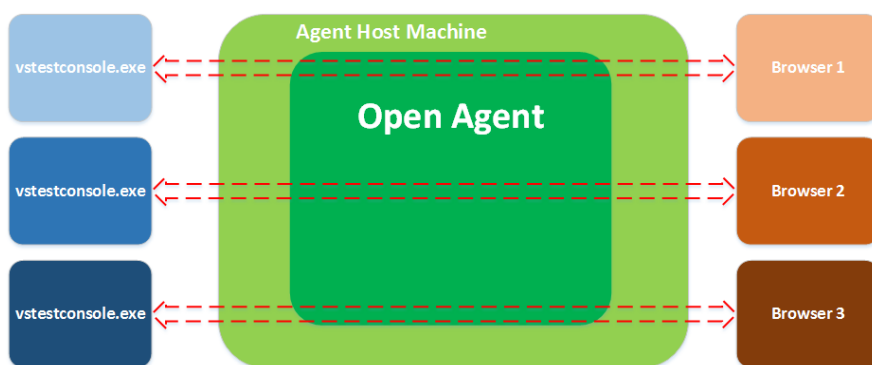 Agent Host Machine
vstestconsole.exe
Browser 1
Open Agent
vstestconsole.exe
Browser 2
vstestconsole.exe
Browser 3